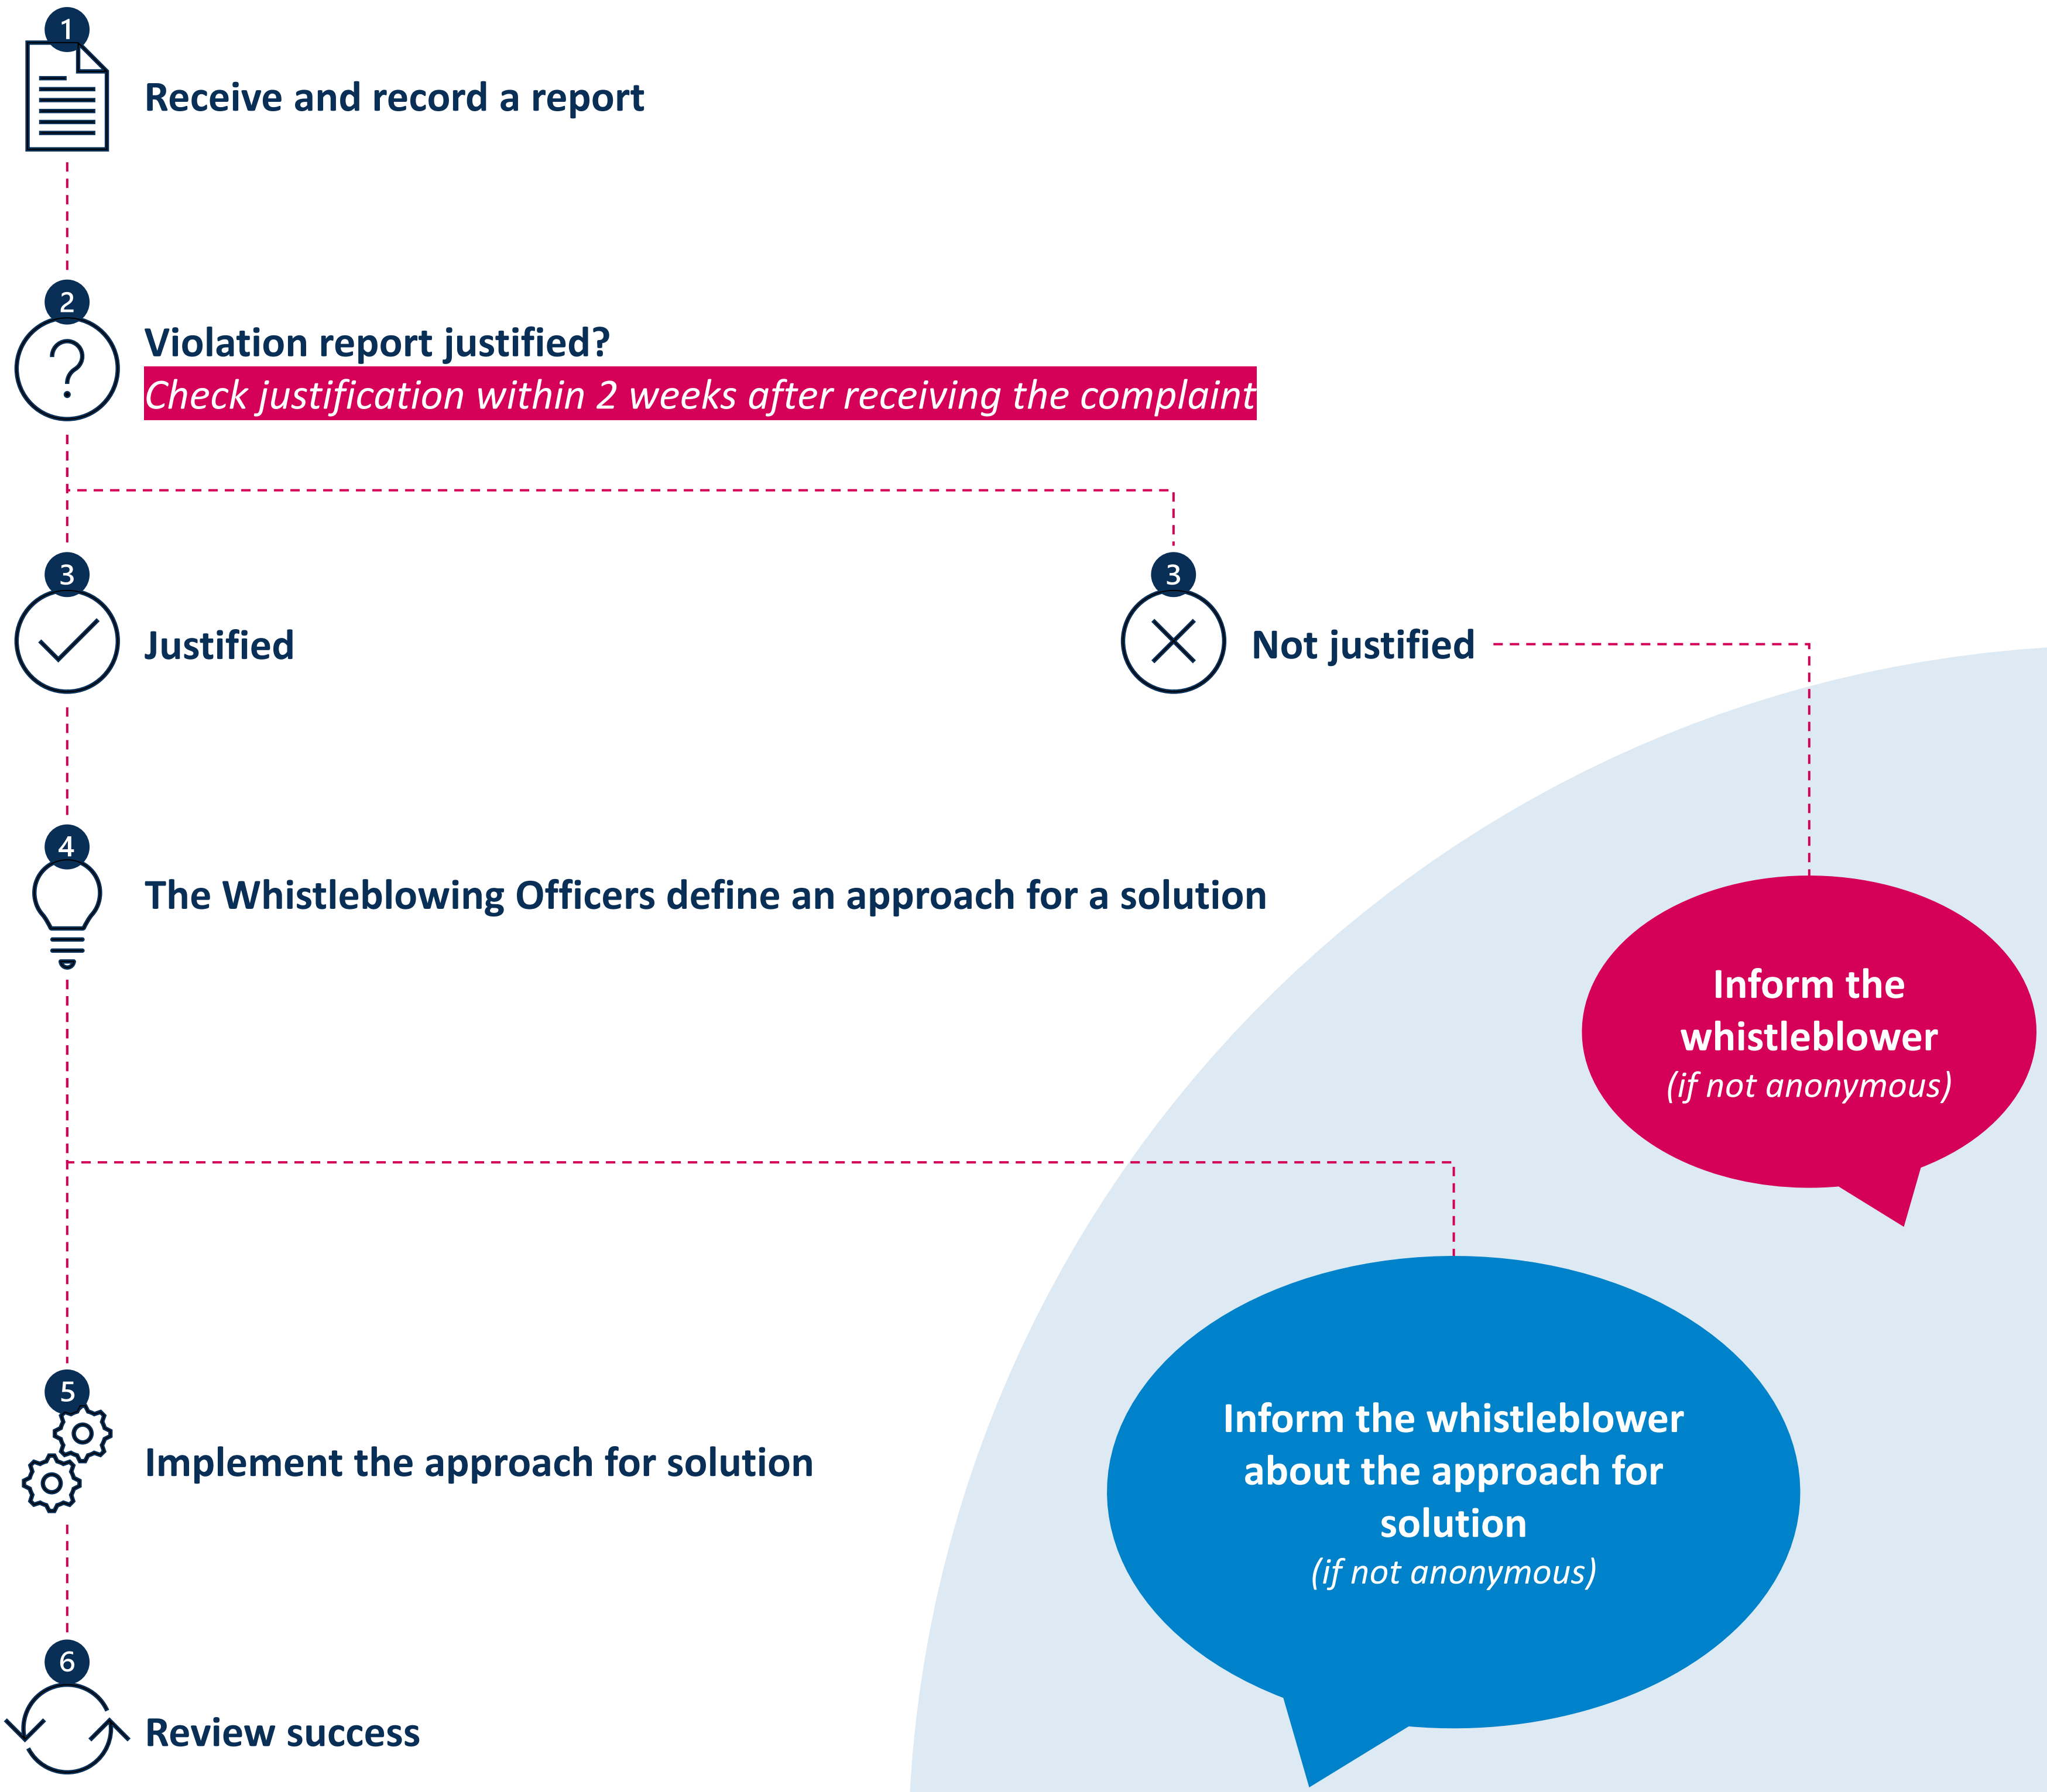 1
Receive and record a report
2
Violation report justified?
Check justification within 2 weeks after receiving the complaint
3
Justified
3
Not justified
4
The Whistleblowing Officers define an approach for a solution
Inform the
whistleblower
(if not anonymous)
5
Implement the approach for solution
Inform the whistleblower
about the approach for
solution
(if not anonymous)
6
Review success